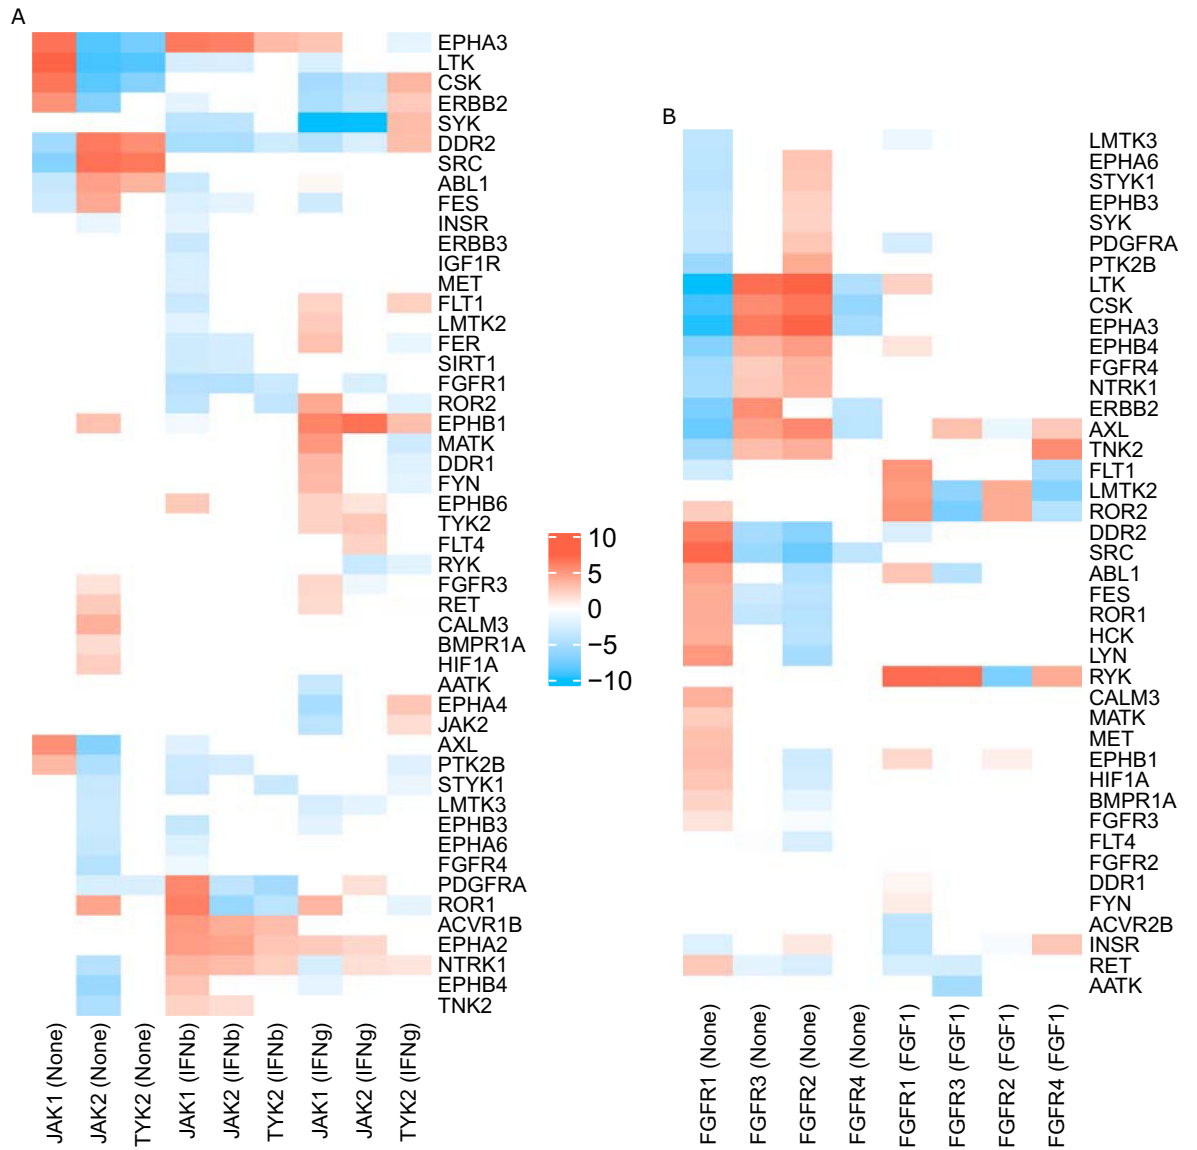 A
EPHA3
LTK
CSK
ERBB2
SYK
DDR2
SRC
ABL1
FES
INSR
ERBB3
IGF1R
MET
FLT1
LMTK2
FER
SIRT1
FGFR1
ROR2
EPHB1
MATK
DDR1
FYN
EPHB6
TYK2
FLT4
RYK
FGFR3
RET
CALM3
BMPR1A
HIF1A
AATK
EPHA4
JAK2
AXL
PTK2B
STYK1
LMTK3
EPHB3
EPHA6
FGFR4
PDGFRA
ROR1
ACVR1B
EPHA2
NTRK1
EPHB4
TNK2
JAK1 (None)
JAK2 (None)
TYK2 (None)
JAK1 (IFNb)
JAK2 (IFNb)
TYK2 (IFNb)
JAK1 (IFNg)
JAK2 (IFNg)
TYK2 (IFNg)
10
5
0
−5
−10
B
LMTK3
EPHA6
STYK1
EPHB3
SYK
PDGFRA
PTK2B
LTK
CSK
EPHA3
EPHB4
FGFR4
NTRK1
ERBB2
AXL
TNK2
FLT1
LMTK2
ROR2
DDR2
SRC
ABL1
FES
ROR1
HCK
LYN
RYK
CALM3
MATK
MET
EPHB1
HIF1A
BMPR1A
FGFR3
FLT4
FGFR2
DDR1
FYN
ACVR2B
INSR
RET
AATK
FGFR1 (None)
FGFR3 (None)
FGFR2 (None)
FGFR4 (None)
FGFR1 (FGF1)
FGFR3 (FGF1)
FGFR2 (FGF1)
FGFR4 (FGF1)